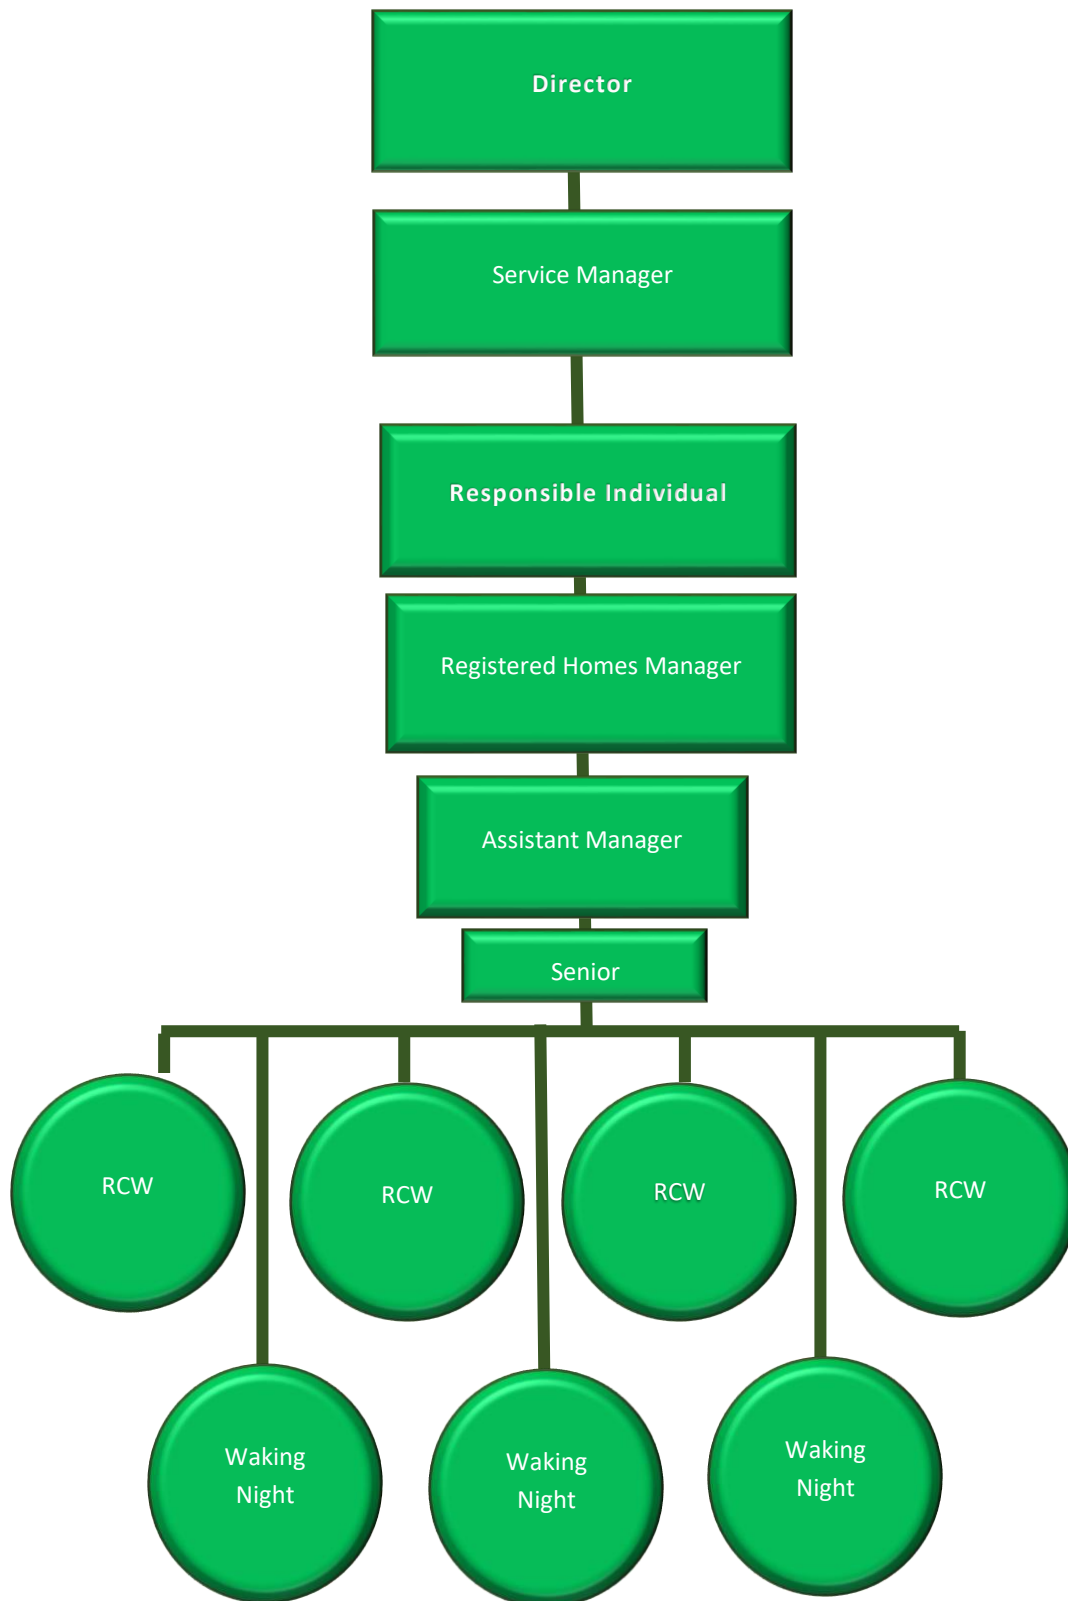 Director
Service Manager
Responsible Individual
Registered Homes Manager
Assistant Manager
Senior
RCW
RCW
RCW
RCW
Waking
Night
Waking
Night
Waking
Night